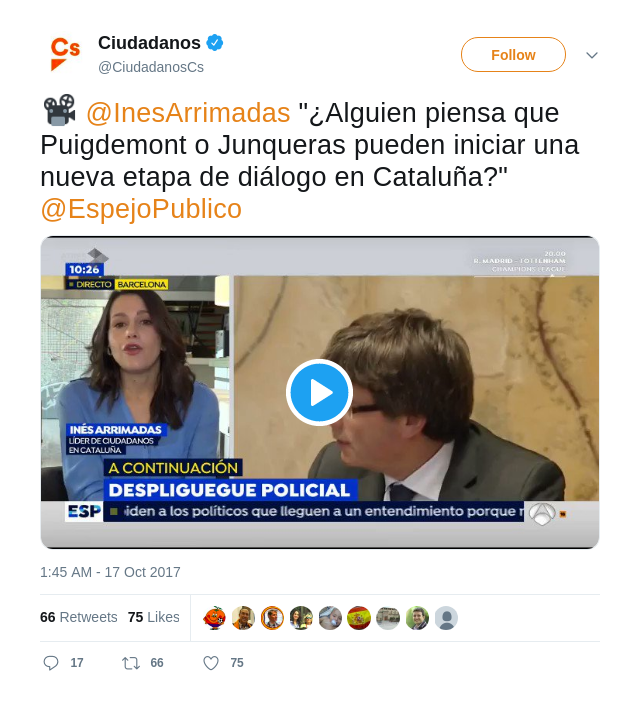 Cs
Ciudadanos
@CiudadanosCs
Follow
@InesArrimadas "¿Alguien piensa que
Puigdemont o Junqueras pueden iniciar una
nueva etapa de diálogo en Cataluña?"
@EspejoPublico
20.00
R. MADRID - TOTTENHAM
CHAMPIONS LEAGUE
10:26
DIRECTO BARCELONA
INÉS ARRIMADAS
LÍDER DE CIUDADANOS
EN CATALUÑA
A CONTINUACIÓN
DESPLIGUEGUE POLICIAL
ESP iden a los políticos que lleguen a un entendimiento porque
1:45 AM - 17 Oct 2017
66 Retweets 75 Likes
17 66 75